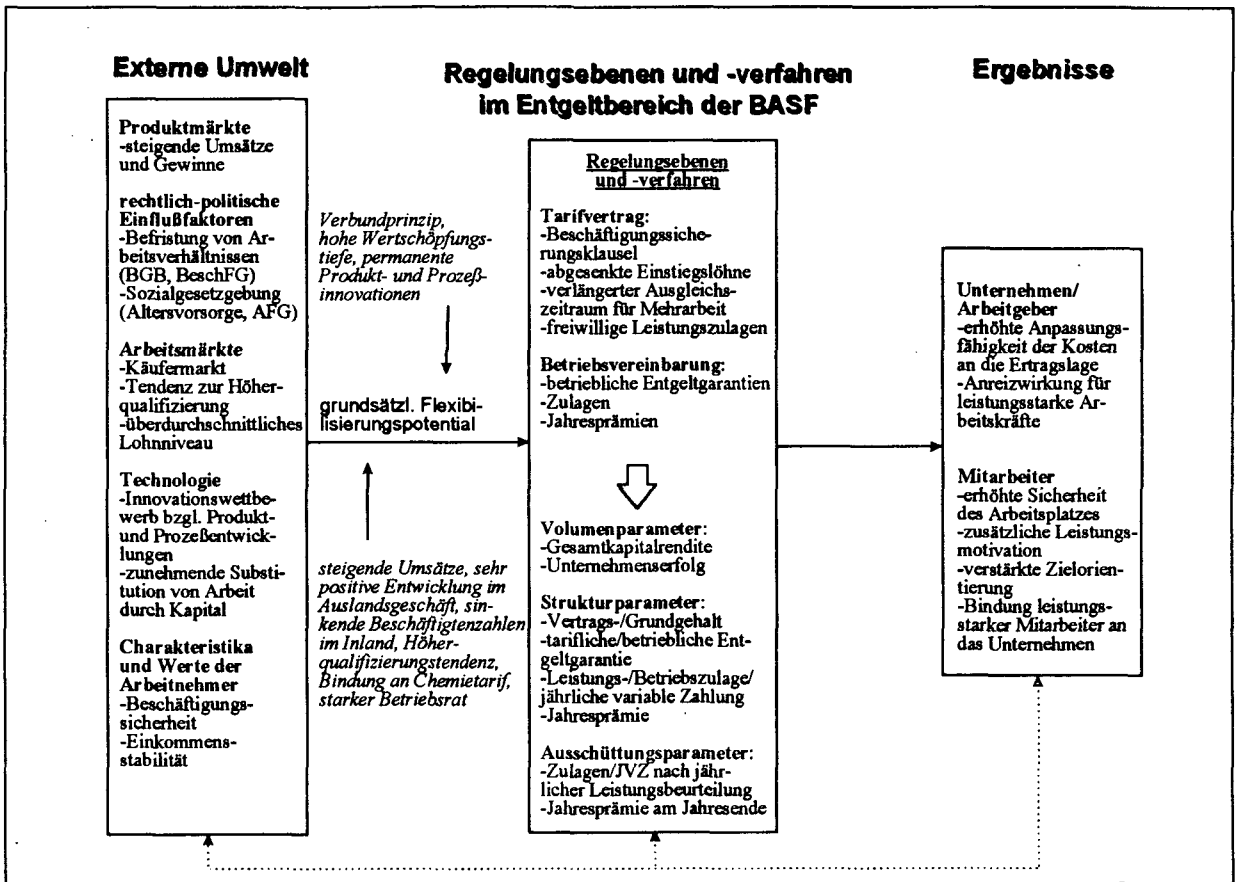 Externe Umwelt
Produktmärkte
-steigende Umsätze
und Gewinne
rechtlich-politische
Einflußfaktoren
-Befristung von Ar-
beitsverhältnissen
(BGB, BeschFG)
-Sozialgesetzgebung
(Altersvorsorge, AFG)
Arbeitsmärkte
-Käufermarkt
-Tendenz zur Höher-
qualifizierung
-überdurchschnittliches
Lohnniveau
Technologie
-Innovationswettbe-
werb bzgl. Produkt-
und Prozeßentwick-
lungen
-zunehmende Substi-
tution von Arbeit
durch Kapital
Charakteristika
und Werte der
Arbeitnehmer
-Beschäftigungs-
sicherheit
-Einkommens-
stabilität
Verbundprinzip,
hohe Wertschöpfungs-
tiefe, permanente
Produkt- und Prozeß-
innovationen
grundsätzl. Flexibi-
lisierungspotential
steigende Umsätze, sehr
positive Entwicklung im
Auslandsgeschäft, sin-
kende Beschäftigtenzahlen
im Inland, Höher-
qualifizierungstendenz,
Bindung an Chemietarif,
starker Betriebsrat
Regelungsebenen und -verfahren
im Entgeltbereich der BASF
Regelungsebenen
und -verfahren
Tarifvertrag:
-Beschäftigungssiche-
rungsklausel
-abgesenkte Einstiegslöhne
-verlängerter Ausgleichs-
zeitraum für Mehrarbeit
-freiwillige Leistungszulagen
Betriebsvereinbarung:
-betriebliche Entgeltgarantien
-Zulagen
-Jahresprämien
Volumenparameter:
-Gesamtkapitalrendite
-Unternehmenserfolg
Strukturparameter:
-Vertrags-/Grundgehalt
-tarifliche/betriebliche Ent-
geltgarantie
-Leistungs-/Betriebszulage/
jährliche variable Zahlung
-Jahresprämie
Ausschüttungsparameter:
-Zulagen/JVZ nach jähr-
licher Leistungsbeurteilung
-Jahresprämie am Jahresende
Ergebnisse
Unternehmen/
Arbeitgeber
-erhöhte Anpassungs-
fähigkeit der Kosten
an die Ertragslage
-Anreizwirkung für
leistungsstarke Ar-
beitskräfte
Mitarbeiter
-erhöhte Sicherheit
des Arbeitsplatzes
-zusätzliche Leistungs-
motivation
-verstärkte Zielorien-
tierung
-Bindung leistungs-
starker Mitarbeiter an
das Unternehmen